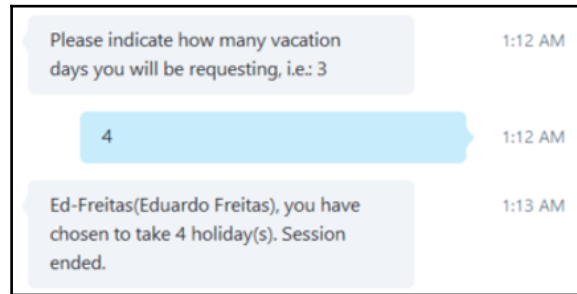 Please indicate how many vacation
1:12 AM
days you will be requesting, i.e.: 3
4
1:12 AM
Ed-Freitas(Eduardo Freitas), you have
1:13 AM
chosen to take 4 holiday(s). Session
ended.